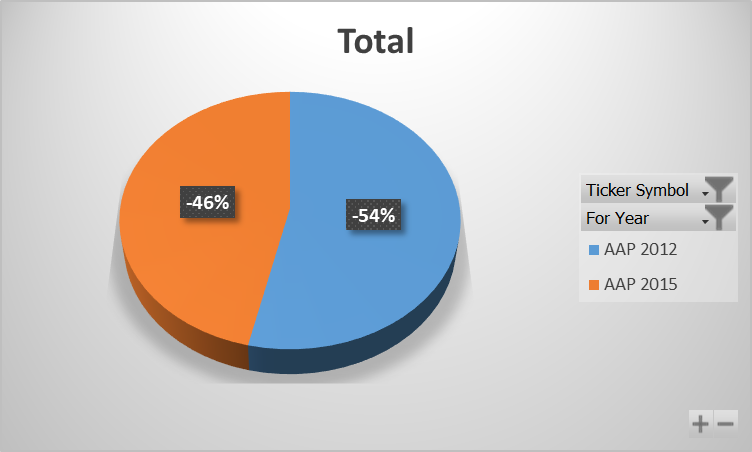 Total
-46%
-54%
Ticker Symbol
For Year
AAP 2012
AAP 2015